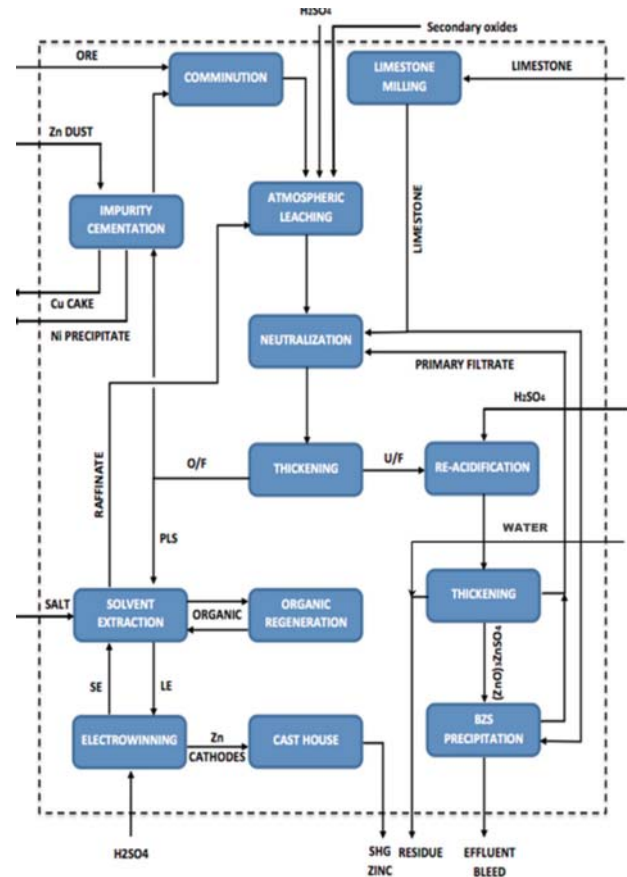 H₂SO₄
Secondary oxides
ORE
COMMINUTION
LIMESTONE
MILLING
LIMESTONE
Zn DUST
IMPURITY
CEMENTATION
ATMOSPHERIC
LEACHING
LIMESTONE
Cu CAKE
Ni PRECIPITATE
NEUTRALIZATION
PRIMARY FILTRATE
H₂SO₄
RAFFINATE
O/F
THICKENING
U/F
RE-ACIDIFICATION
WATER
PLS
SALT
SOLVENT
EXTRACTION
ORGANIC
ORGANIC
REGENERATION
THICKENING
(ZnO)₃ZnSO₄
SE
LE
ELECTROWINNING
Zn
CATHODES
CAST HOUSE
BZS
PRECIPITATION
H2SO4
SHG
ZINC
RESIDUE
EFFLUENT
BLEED